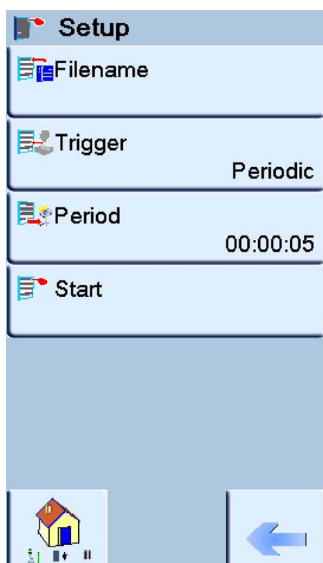 Setup
Filename
Trigger
Periodic
Period
00:00:05
Start